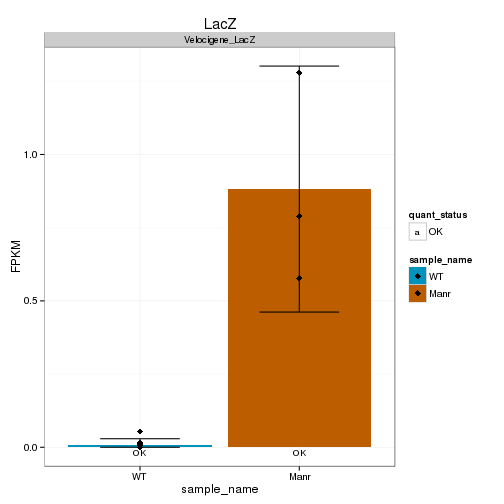 LacZ
Velocigene_LacZ
FPKM
1.0
0.5
0.0
OK
OK
WT
Manr
sample_name
quant_status
a OK
sample_name
WT
Manr